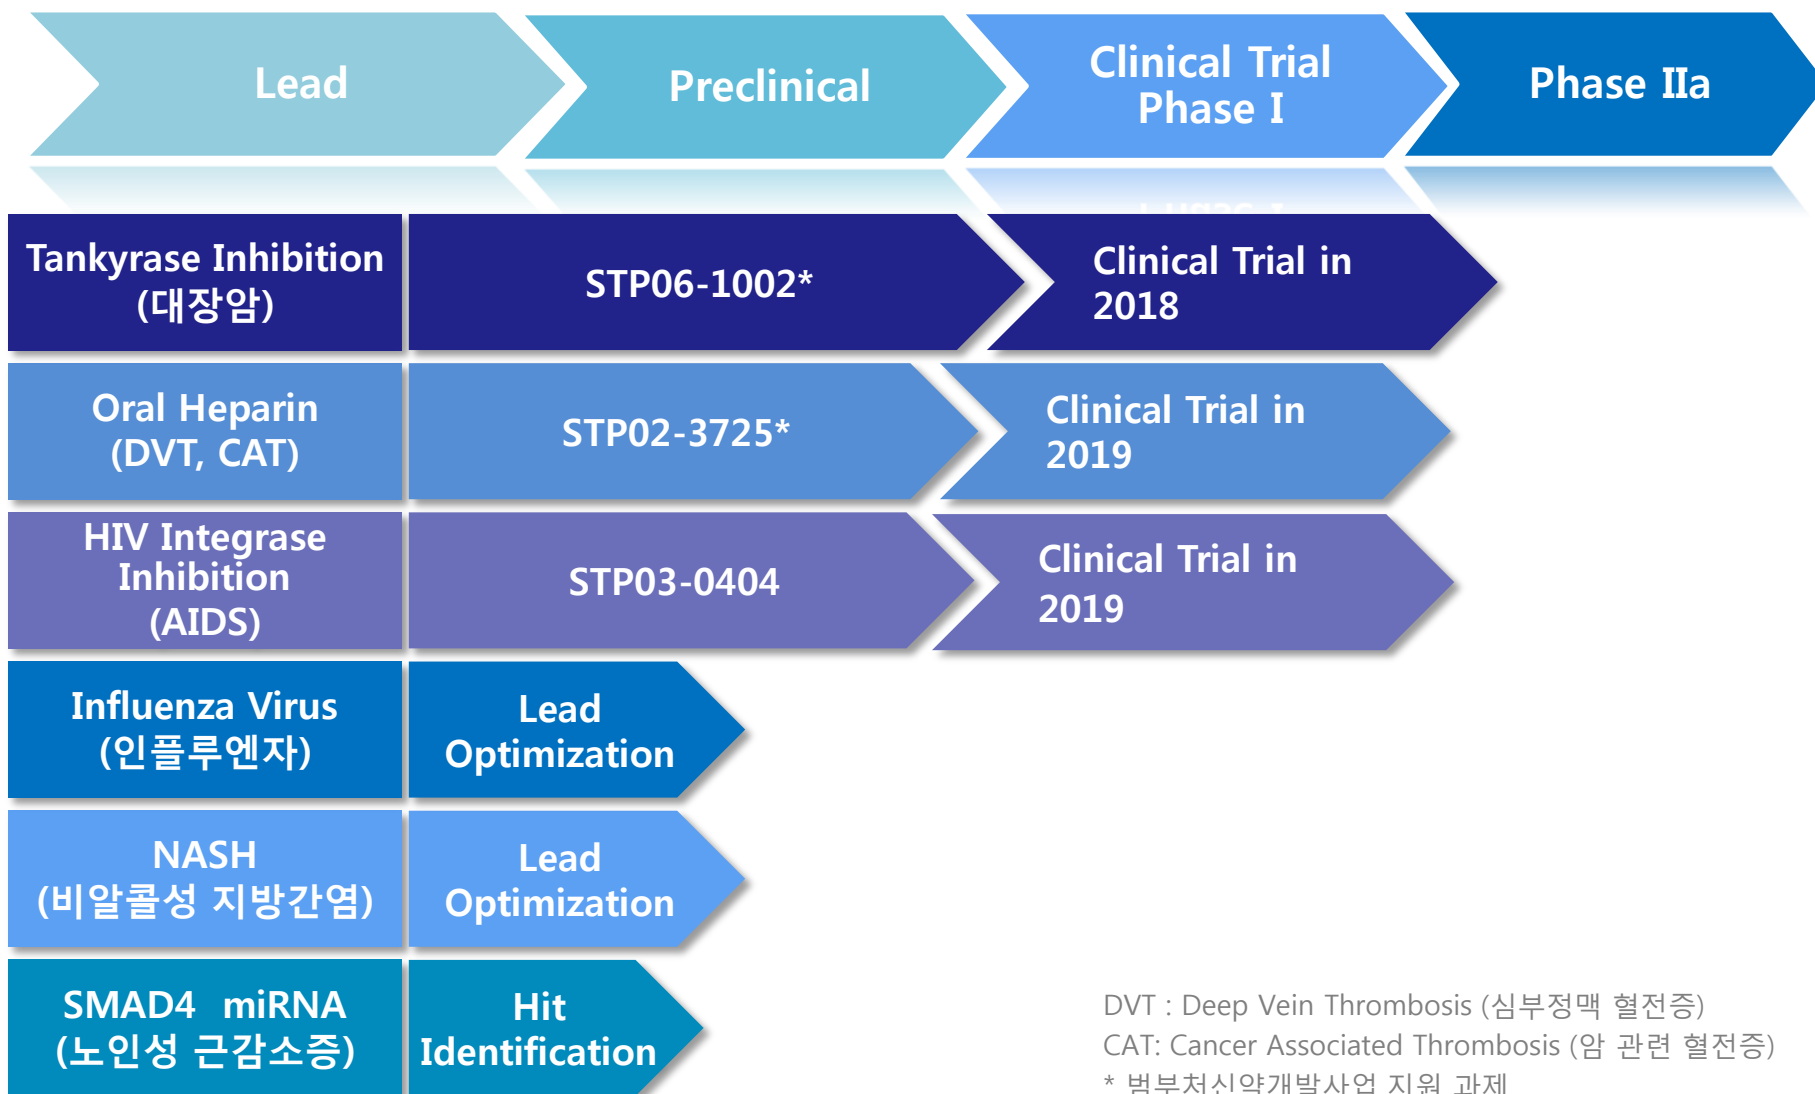 Lead
Preclinical
Clinical Trial
Phase I
Phase IIa
Tankyrase Inhibition
(대장암)
STP06-1002*
Clinical Trial in
2018
Oral Heparin
(DVT, CAT)
STP02-3725*
Clinical Trial in
2019
HIV Integrase
Inhibition
(AIDS)
STP03-0404
Clinical Trial in
2019
Influenza Virus
(인플루엔자)
Lead
Optimization
NASH
(비알콜성 지방간염)
Lead
Optimization
SMAD4 miRNA
(노인성 근감소증)
Hit
Identification
DVT : Deep Vein Thrombosis (심부정맥 혈전증)
CAT: Cancer Associated Thrombosis (암 관련 혈전증)
* 범부처신약개발사업 지원 과제